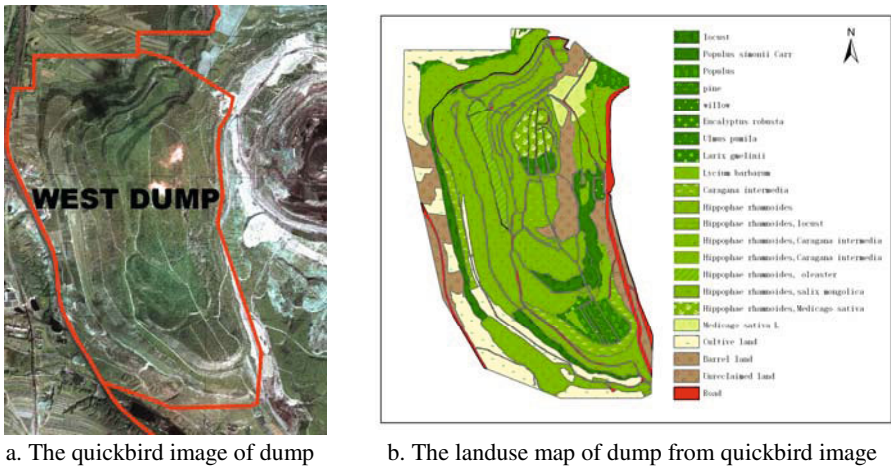 WEST DUMP
N
locust
Populus simonii Carr
Populus
pine
willow
Eucalyptus robusta
Ulmus pumila
Larix gmelinii
Lycium barbarum
Caragana intermedia
Hippophae rhamnoides
Hippophae rhamnoides,locust
Hippophae rhamnoides,Caragana intermedia
Hippophae rhamnoides,Caragana intermedia
Hippophae rhamnoides, oleaster
Hippophae rhamnoides,salix mongolica
Hippophae rhamnoides,Medicago sativa
Medicago sativa L
Cultive land
Barrel land
Unreclaimed land
Road
a. The quickbird image of dump
b. The landuse map of dump from quickbird image